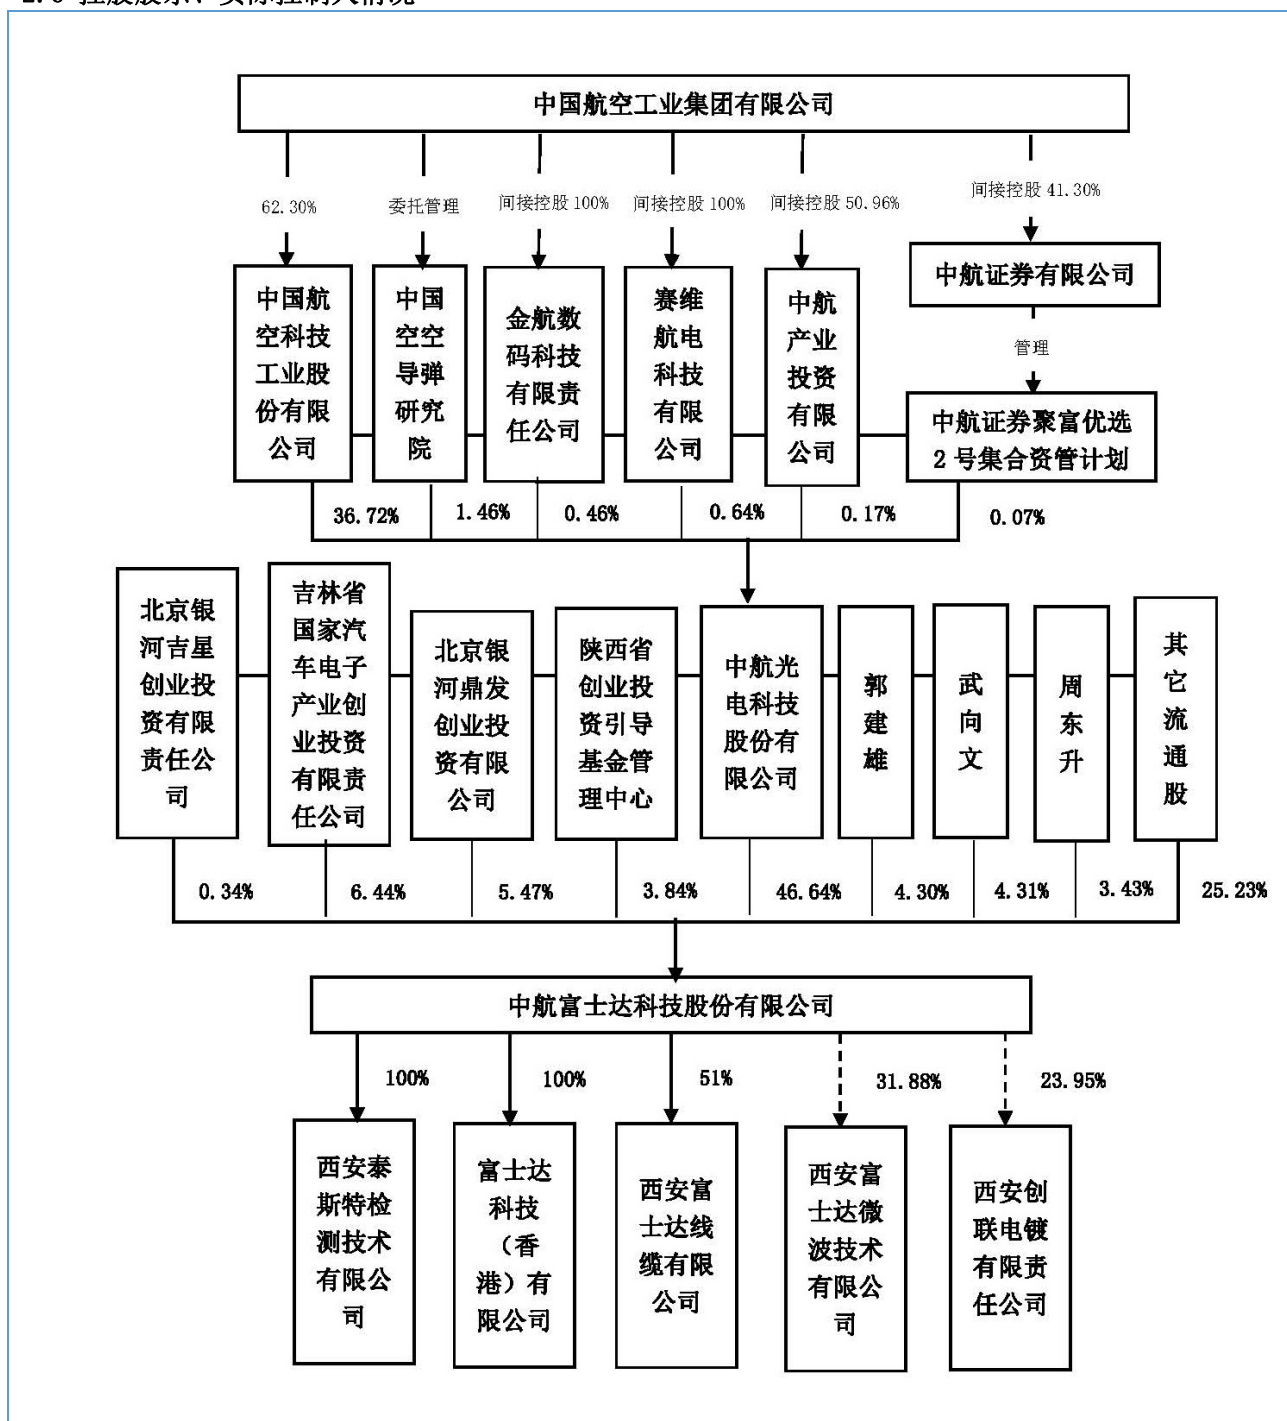 中国航空工业集团有限公司
62.30%
委托管理
间接控股 100%
间接控股 100%
间接控股 50.96%
间接控股 41.30%
中航证券有限公司
管理
中国航
空科技
工业股
份有限
公司
中国
空空
导弹
研究
院
金航数
码科技
有限责
任公司
赛维
航电
科技
有限
公司
中航
产业
投资
有限
公司
中航证券聚富优选
2 号集合资管计划
36.72%
1.46%
0.46%
0.64%
0.17%
0.07%
北京银
河吉星
创业投
资有限
责任公
司
吉林省
国家汽
车电子
产业创
业投资
有限责
任公司
北京银
河鼎发
创业投
资有限
公司
陕西省
创业投
资引导
基金管
理中心
中航光
电科技
股份有
限公司
郭
建
雄
武
向
文
周
东
升
其
它
流
通
股
0.34%
6.44%
5.47%
3.84%
46.64%
4.30%
4.31%
3.43%
25.23%
中航富士达科技股份有限公司
100%
100%
51%
31.88%
23.95%
西安泰
斯特检
测技术
有限公
司
富士达
科技
（香
港）有
限公司
西安富
士达线
缆有限
公司
西安富
士达微
波技术
有限公
司
西安创
联电镀
有限责
任公司